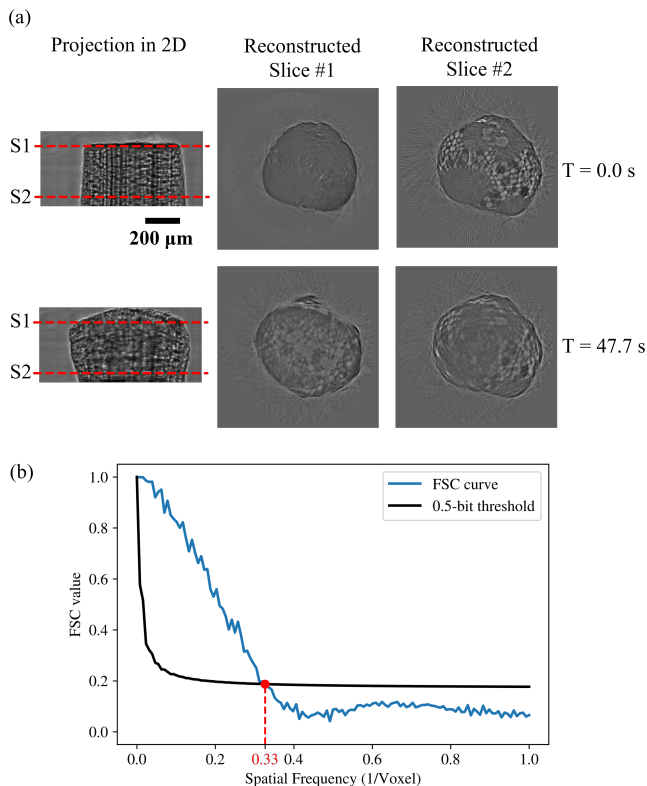 (a)
Projection in 2D
Reconstructed
Slice #1
Reconstructed
Slice #2
S1
S2
200 μm
T = 0.0 s
S1
S2
T = 47.7 s
(b)
FSC curve
0.5-bit threshold
FSC value
1.0
0.8
0.6
0.4
0.2
0.0
0.0
0.2
0.33
0.4
0.6
0.8
1.0
Spatial Frequency (1/Voxel)